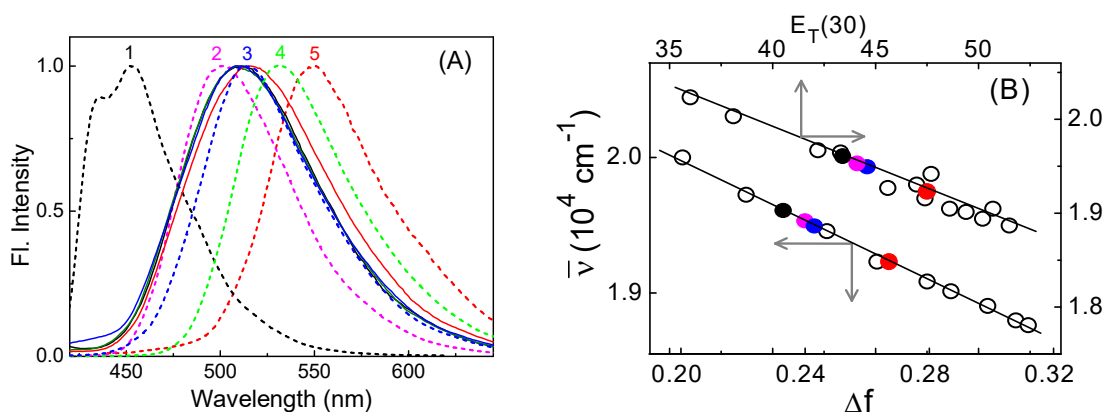 (A)
1 2 3 4 5
1.0
0.5
0.0
Fl. Intensity
450 500 550 600
Wavelength (nm)
E_T(30)
35 40 45 50
(B)
2.0
1.9
ν̅ (10⁴ cm⁻¹)
2.0
1.9
1.8
0.20 0.24 0.28 0.32
Δf